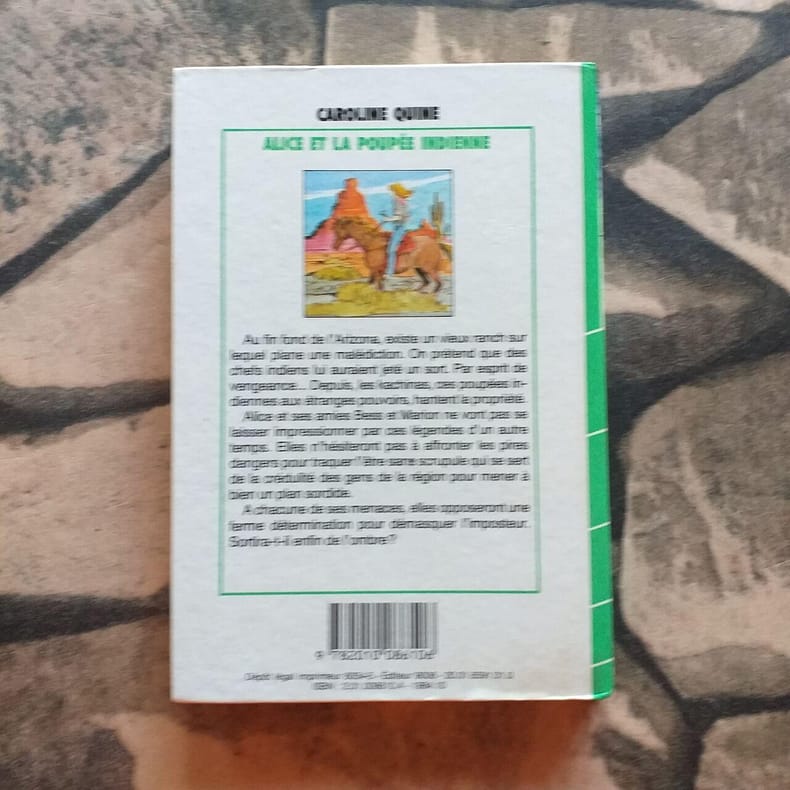 CAROLINE QUINE
ALICE ET LA POUPÉE INDIENNE
Au fin fond de l'Arizona, existe un vieux ranch sur
lequel plane une malédiction. On prétend que des
chefs indiens lui auraient jeté un sort. Par esprit de
vengeance... Depuis, les kachinas, ces poupées in-
diennes aux étranges pouvoirs, hantent la propriété.
Alice et ses amies Bess et Marion ne vont pas se
laisser impressionner par ces légendes d'un autre
temps. Elles n'hésiteront pas à affronter les pires
dangers pour traquer l'être sans scrupule qui se sert
de la crédulité des gens de la région pour mener à
bien un plan sordide.
A chacune de ses menaces, elles opposeront une
ferme détermination pour démasquer l'imposteur.
Sortira-t-il enfin de l'ombre ?
Dépôt légal Imprimeur Editeur
ISBN